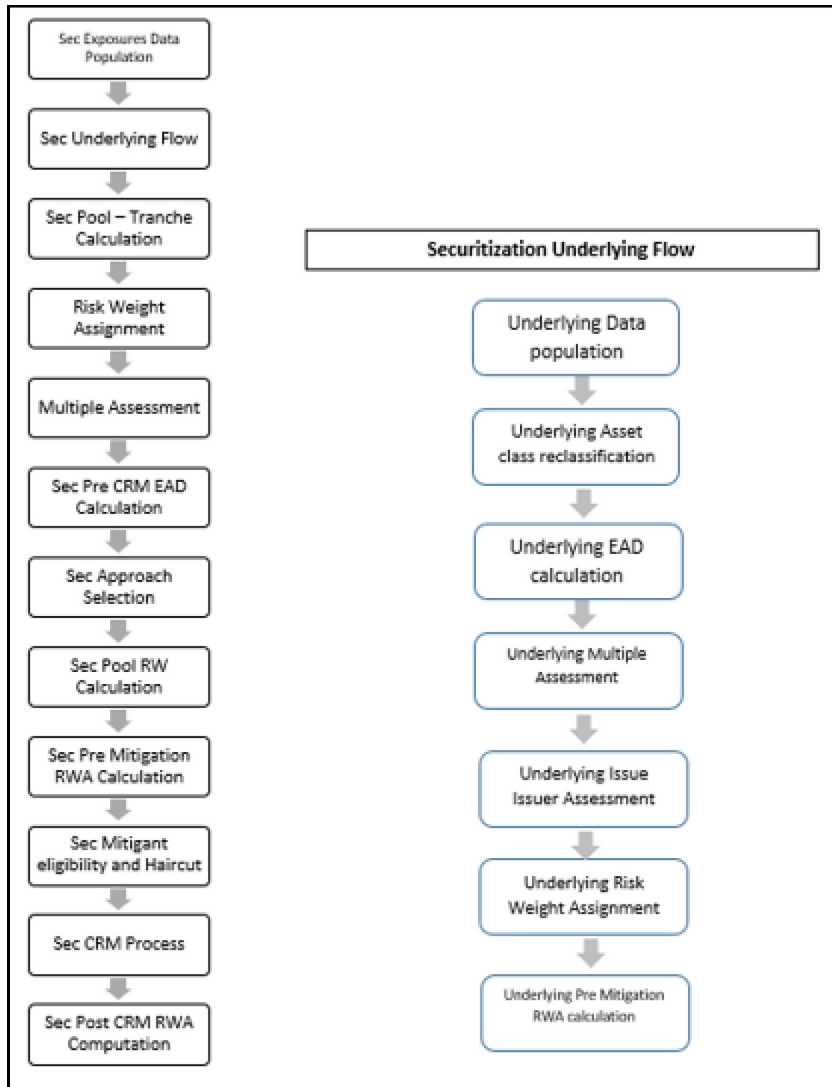 Sec Exposures Data
Population
Sec Underlying Flow
Sec Pool – Tranche
Calculation
Risk Weight
Assignment
Multiple Assessment
Sec Pre CRM EAD
Calculation
Sec Approach
Selection
Sec Pool RW
Calculation
Sec Pre Mitigation
RWA Calculation
Sec Mitigant
eligibility and Haircut
Sec CRM Process
Sec Post CRM RWA
Computation
Securitization Underlying Flow
Underlying Data
population
Underlying Asset
class reclassification
Underlying EAD
calculation
Underlying Multiple
Assessment
Underlying Issue
Issuer Assessment
Underlying Risk
Weight Assignment
Underlying Pre Mitigation
RWA calculation